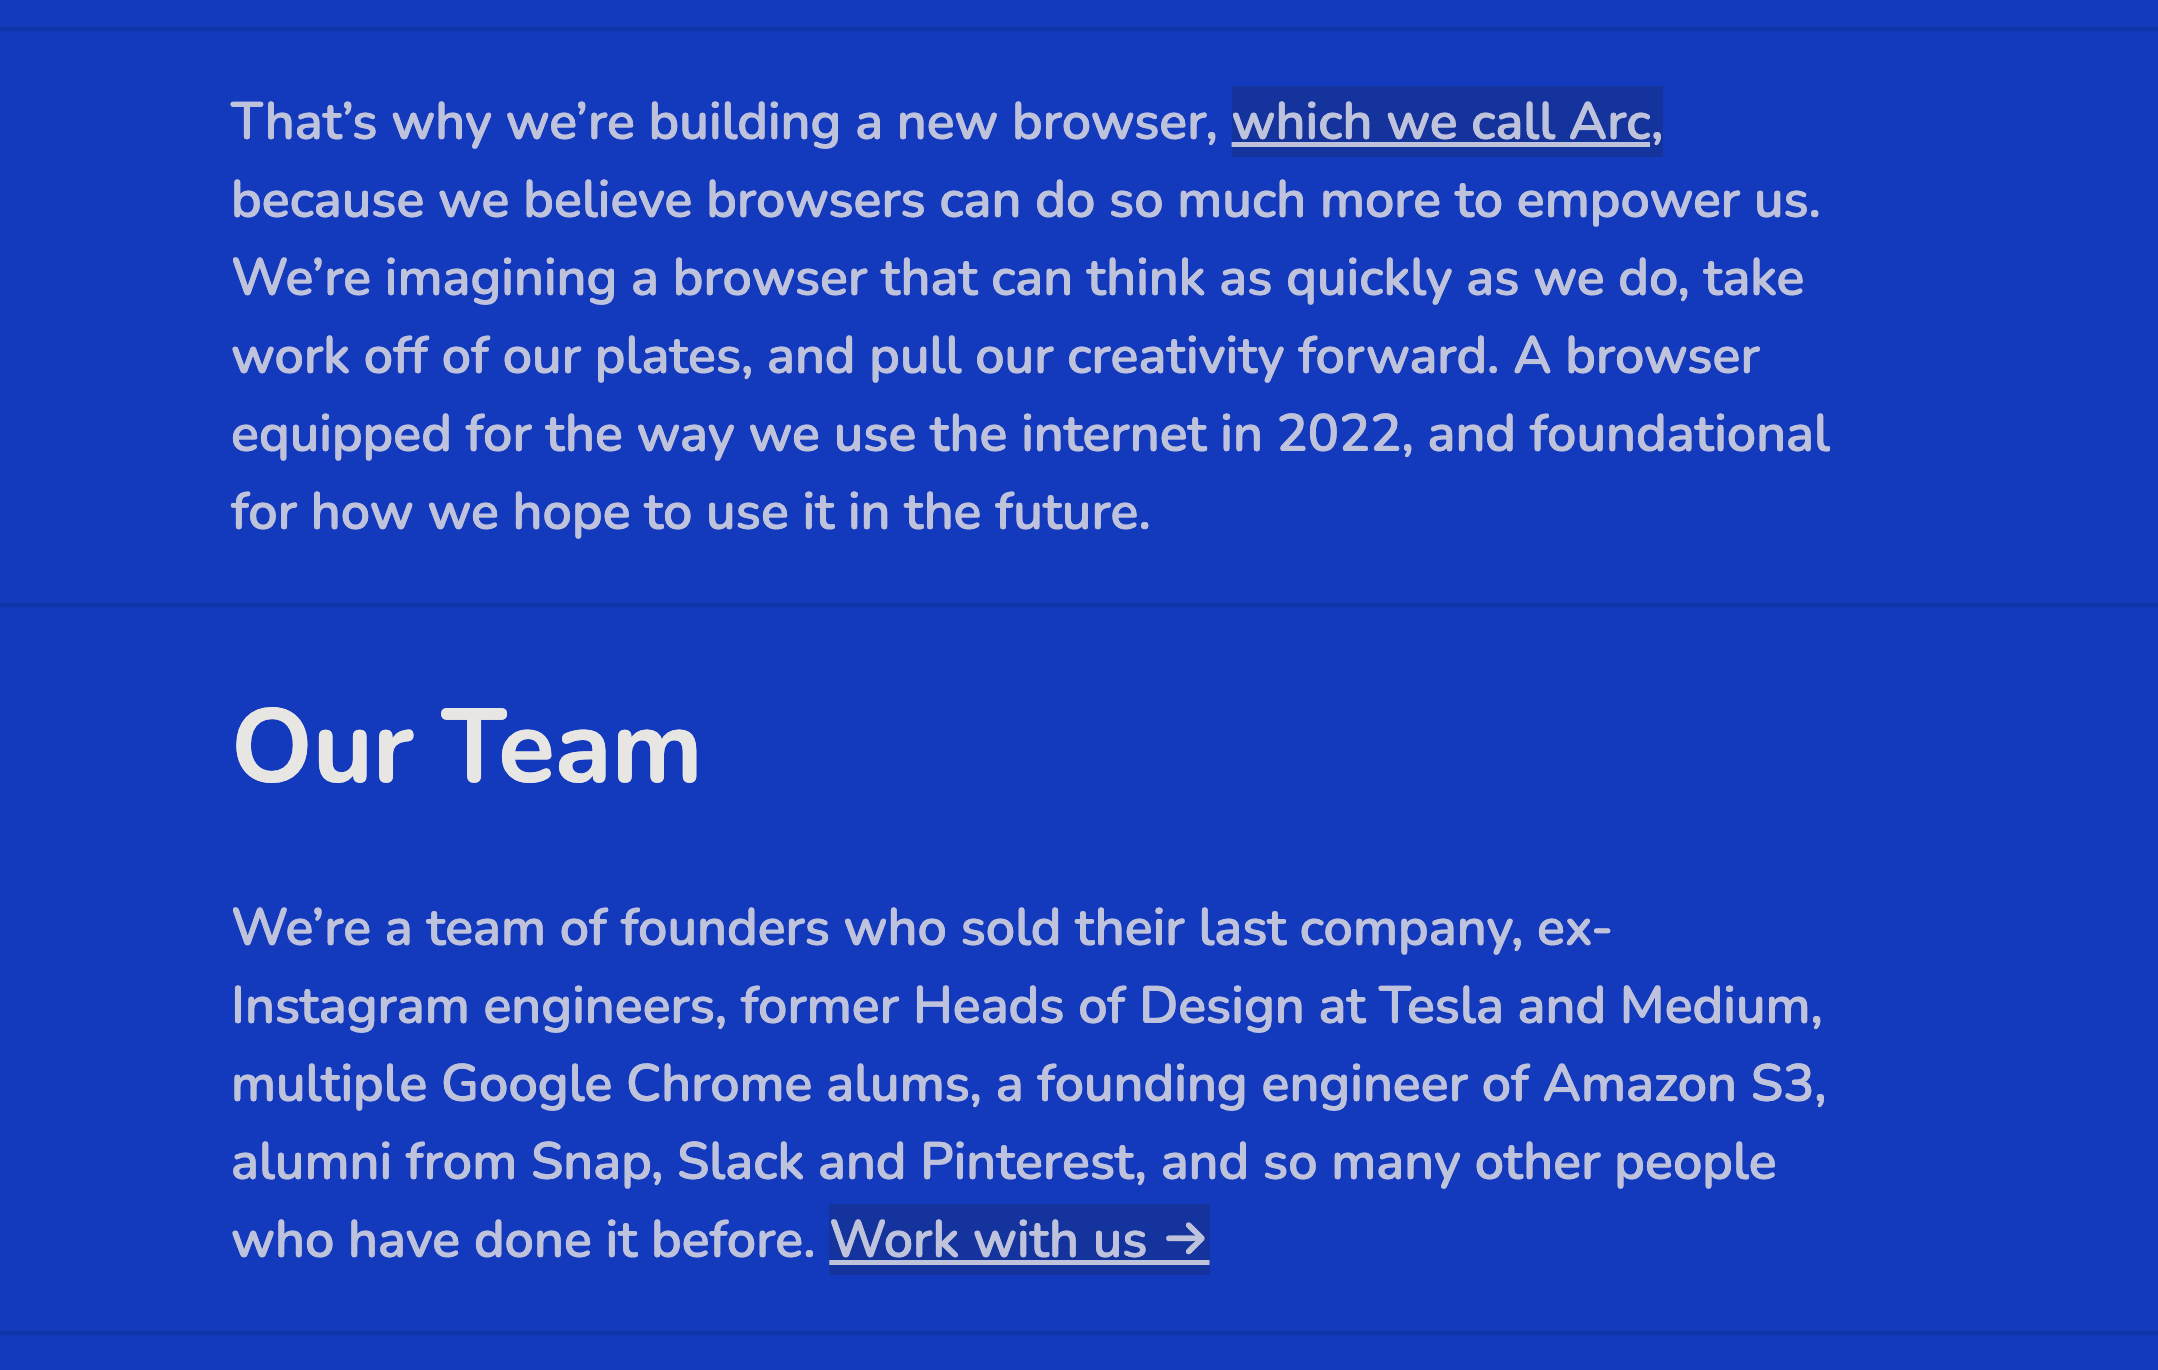 That’s why we’re building a new browser, which we call Arc,
because we believe browsers can do so much more to empower us.
We’re imagining a browser that can think as quickly as we do, take
work off of our plates, and pull our creativity forward. A browser
equipped for the way we use the internet in 2022, and foundational
for how we hope to use it in the future.
Our Team
We’re a team of founders who sold their last company, ex-
Instagram engineers, former Heads of Design at Tesla and Medium,
multiple Google Chrome alums, a founding engineer of Amazon S3,
alumni from Snap, Slack and Pinterest, and so many other people
who have done it before. Work with us →